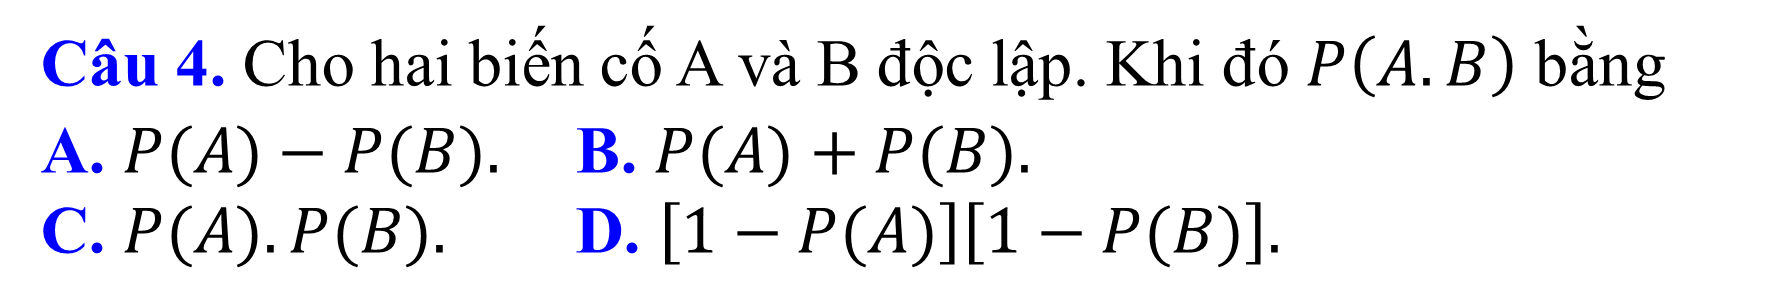 Câu 4. Cho hai biến cố A và B độc lập. Khi đó P(A.B) bằng
A. P(A) − P(B). B. P(A) + P(B).
C. P(A).P(B). D. [1 − P(A)][1 − P(B)].